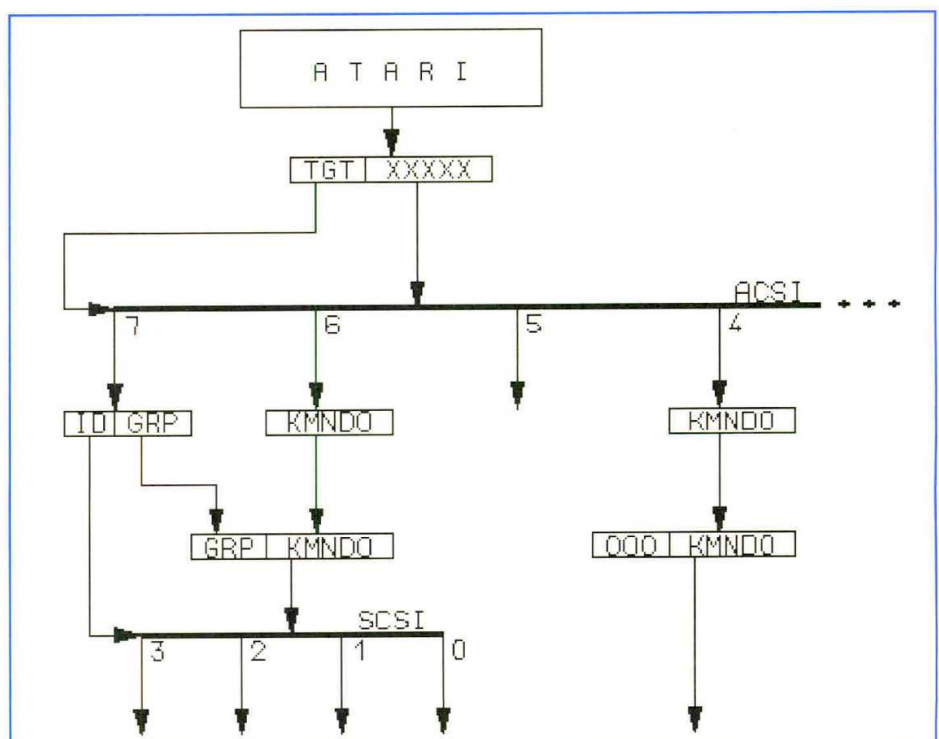 A T A R I
TGT XXXXX
ACSI
7 6 5 4
ID GRP KMNDO KMNDO
GRP KMNDO 000 KMNDO
SCSI
3 2 1 0